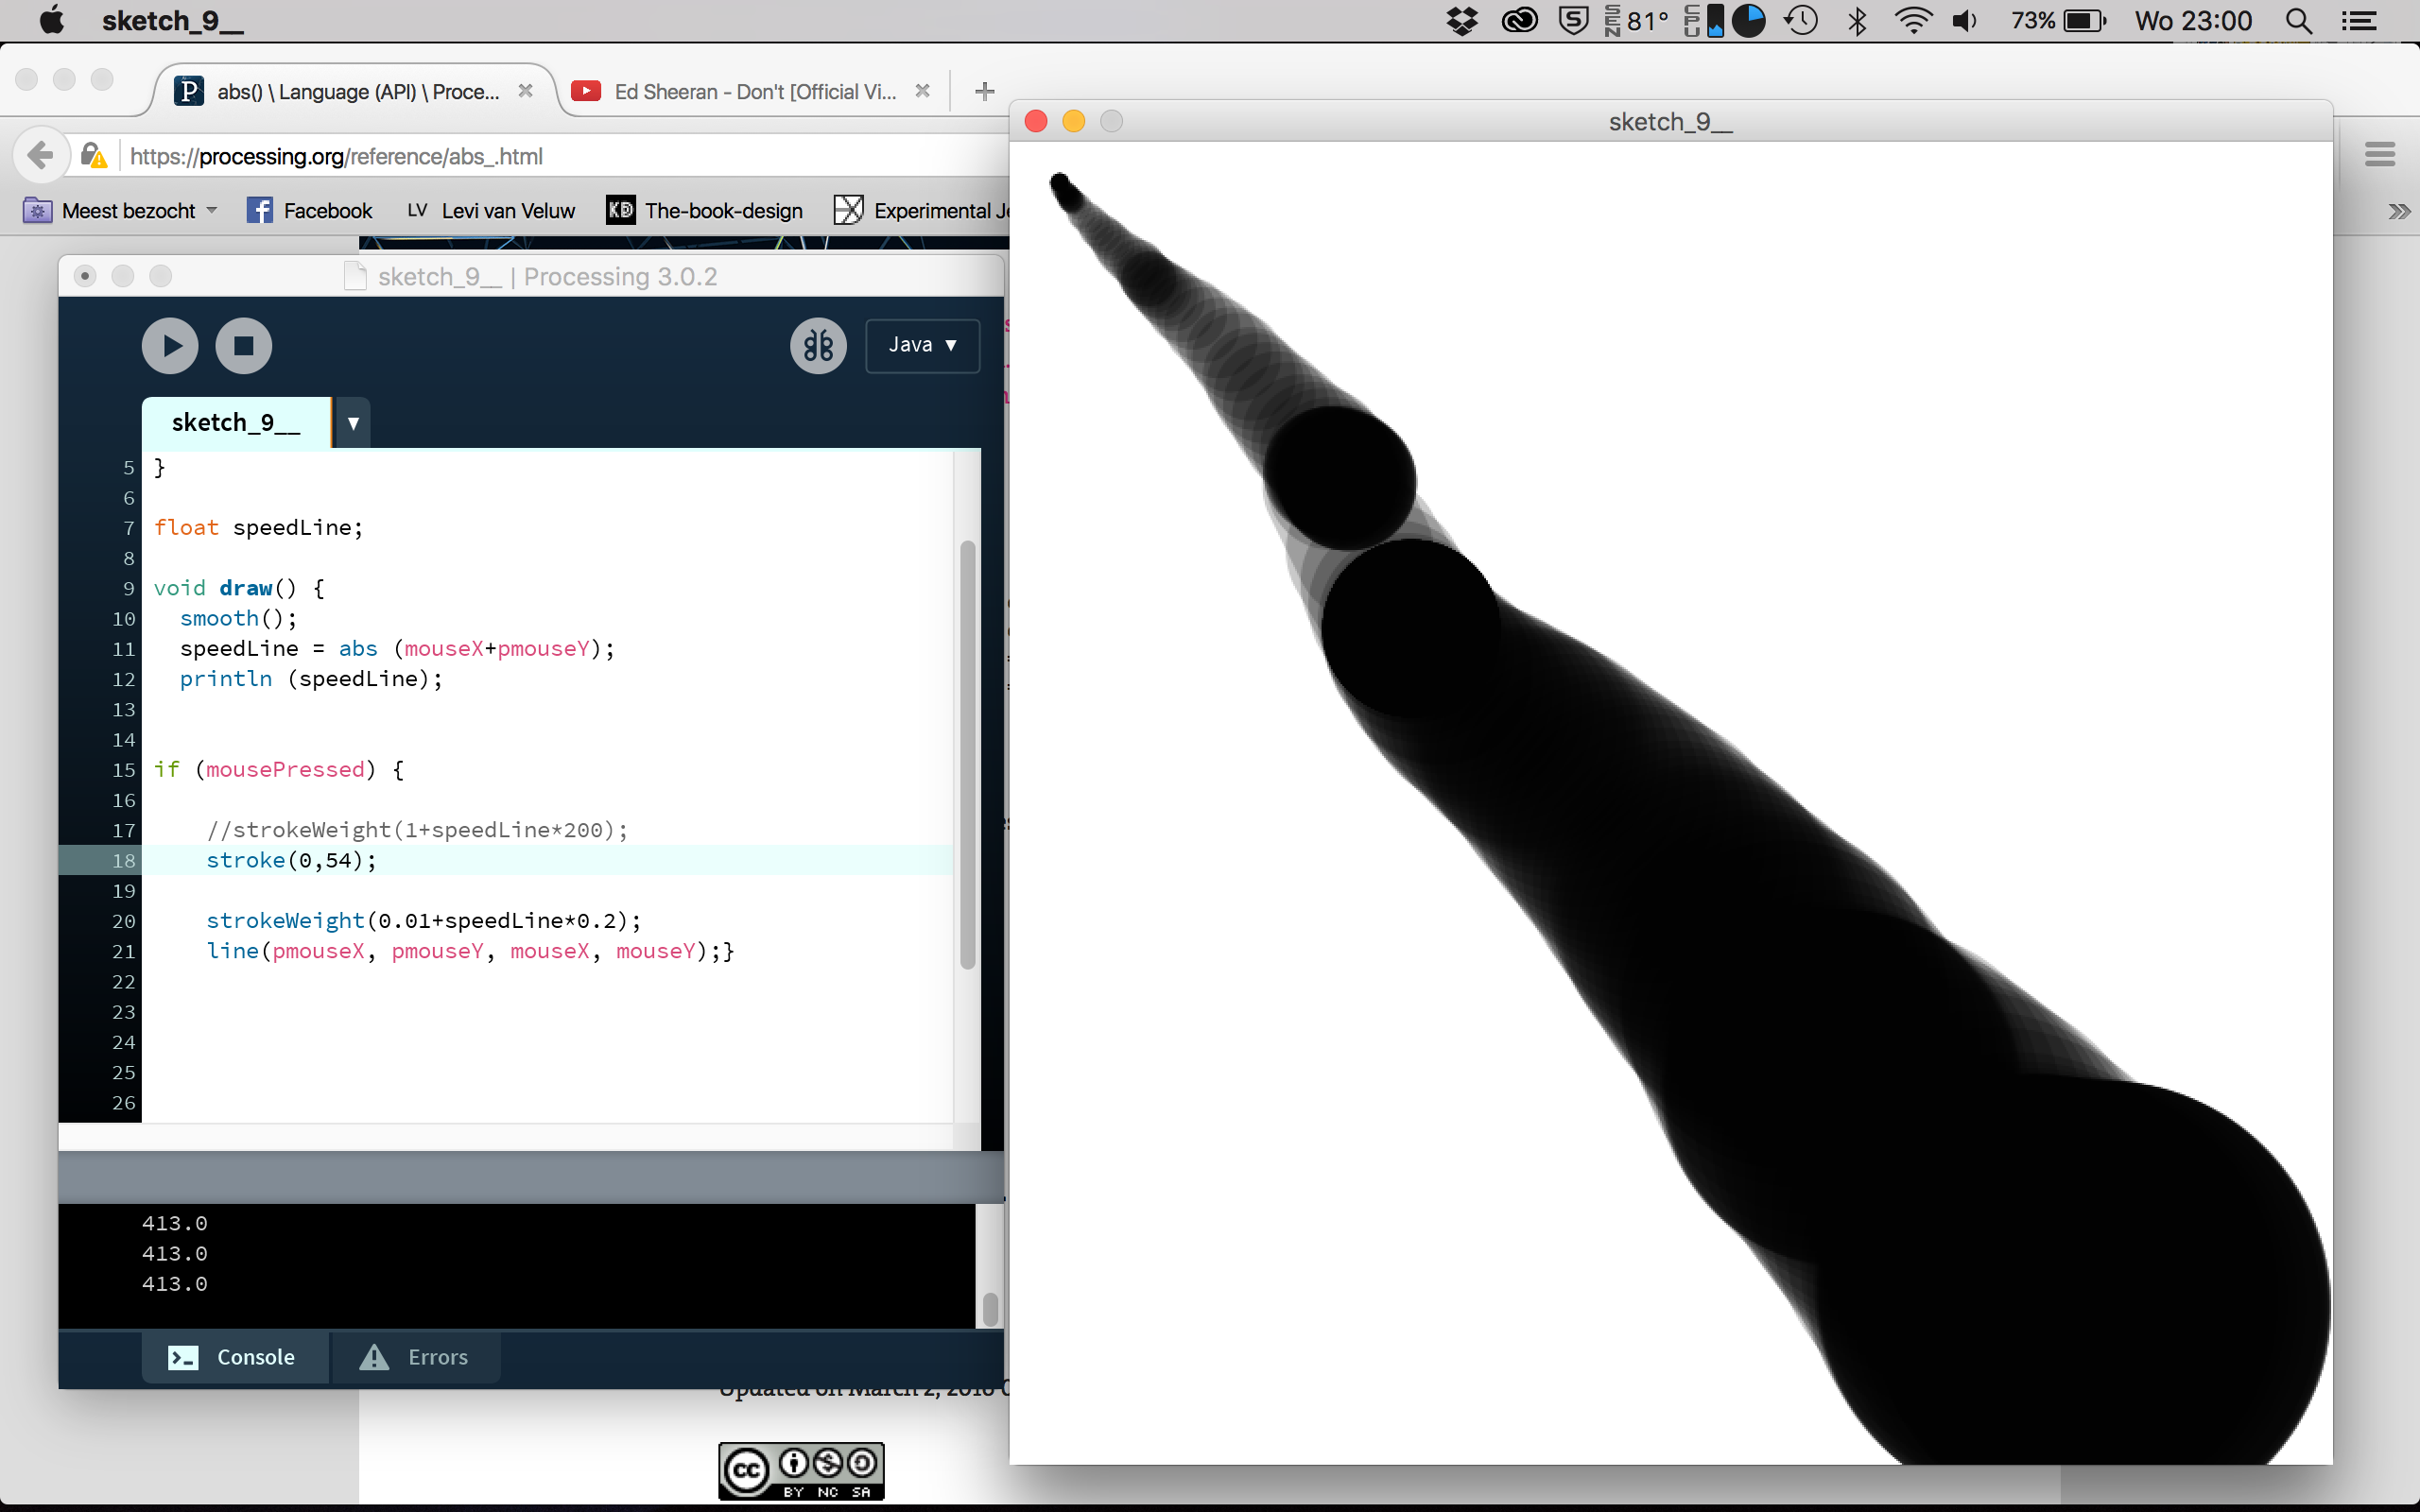 sketch_9__
SEN 81° CPU 73% Wo 23:00
abs() \ Language (API) \ Proce... Ed Sheeran - Don't [Official Vi...
https://processing.org/reference/abs_.html
Meest bezocht Facebook LV Levi van Veluw KD The-book-design Experimental Je
sketch_9__
sketch_9__ | Processing 3.0.2
Java ▼
sketch_9__ ▼
5 }
6
7 float speedLine;
8
9 void draw() {
10 smooth();
11 speedLine = abs (mouseX+pmouseY);
12 println (speedLine);
13
14
15 if (mousePressed) {
16
17 //strokeWeight(1+speedLine*200);
18 stroke(0,54);
19
20 strokeWeight(0.01+speedLine*0.2);
21 line(pmouseX, pmouseY, mouseX, mouseY);}
22
23
24
25
26
413.0
413.0
413.0
Console Errors
Updated on March 2, 2016
cc BY NC SA